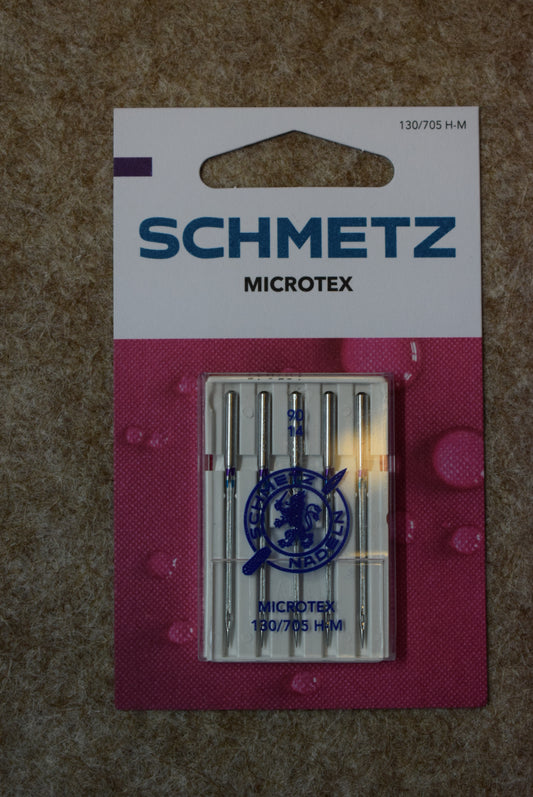 130/705 H-M
SCHMETZ
MICROTEX
90
14
SCHMETZ
NADELN
MICROTEX
130/705 H-M